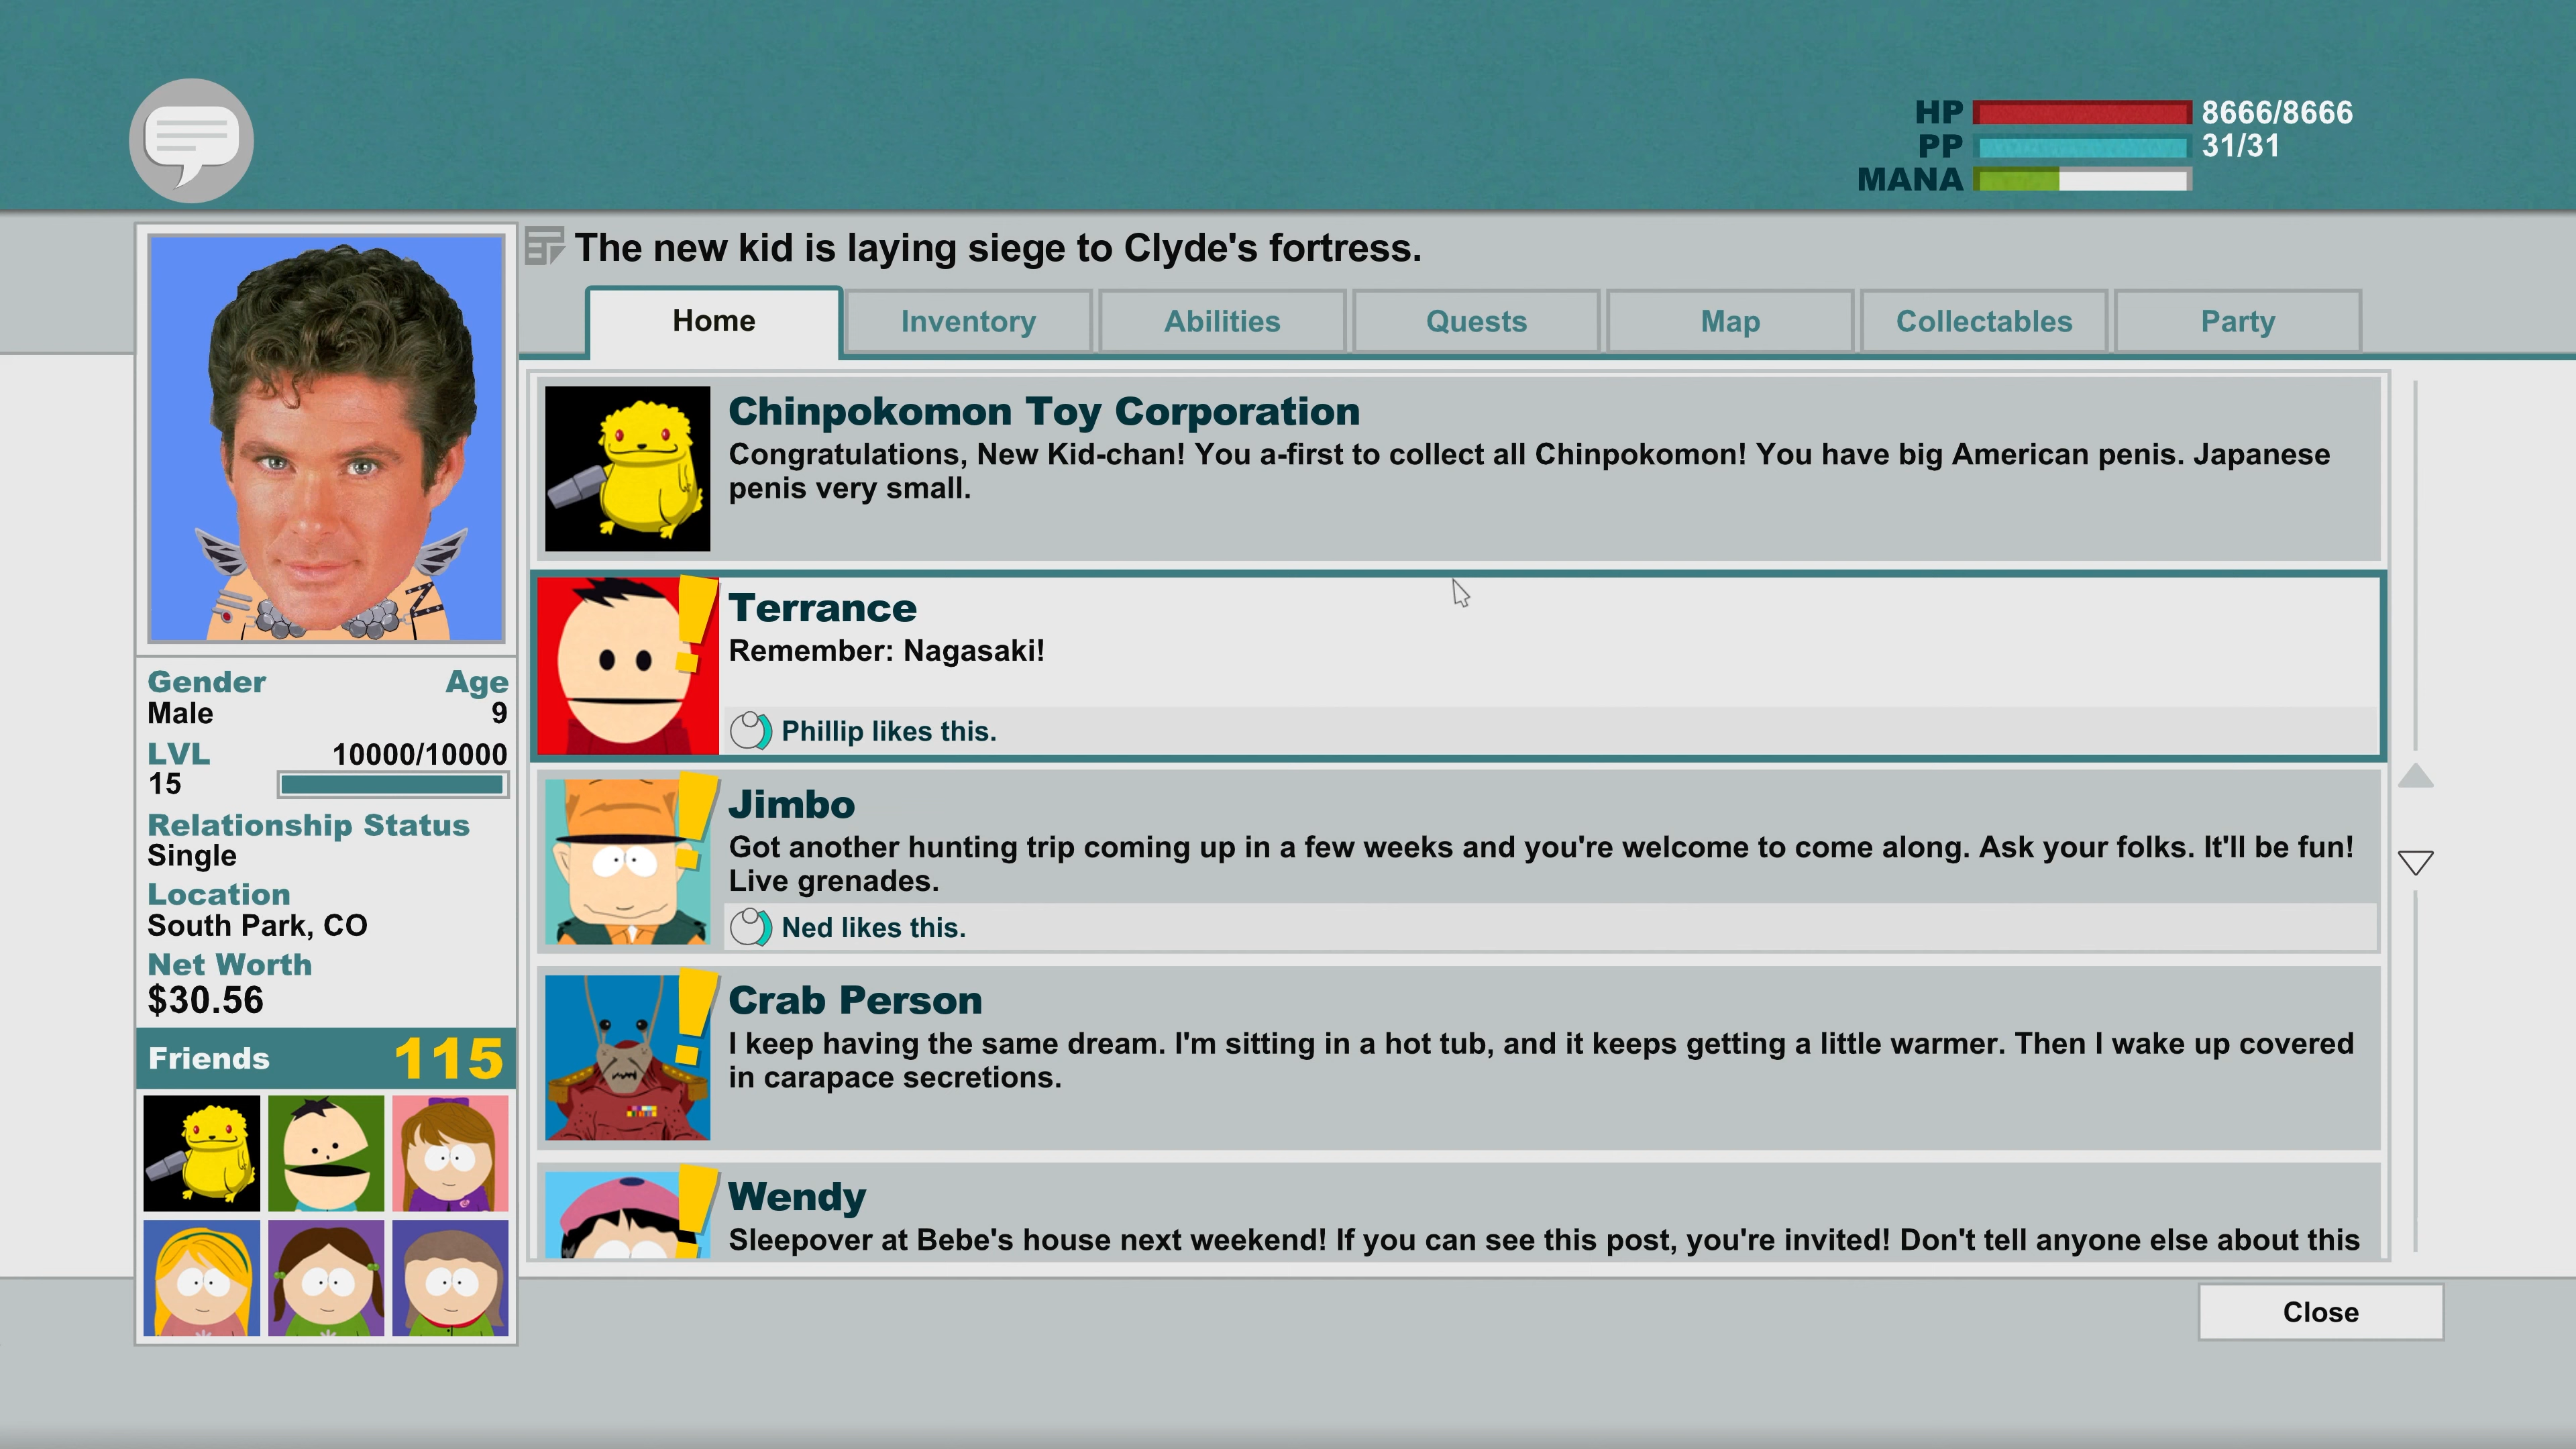 HP 8666/8666
PP 31/31
MANA
The new kid is laying siege to Clyde's fortress.
Home Inventory Abilities Quests Map Collectables Party
Chinpokomon Toy Corporation
Congratulations, New Kid-chan! You a-first to collect all Chinpokomon! You have big American penis. Japanese
penis very small.
Terrance
Remember: Nagasaki!
Phillip likes this.
Jimbo
Got another hunting trip coming up in a few weeks and you're welcome to come along. Ask your folks. It'll be fun!
Live grenades.
Ned likes this.
Crab Person
I keep having the same dream. I'm sitting in a hot tub, and it keeps getting a little warmer. Then I wake up covered
in carapace secretions.
Wendy
Sleepover at Bebe's house next weekend! If you can see this post, you're invited! Don't tell anyone else about this
Gender Age
Male 9
LVL 10000/10000
15
Relationship Status
Single
Location
South Park, CO
Net Worth
$30.56
Friends 115
Close